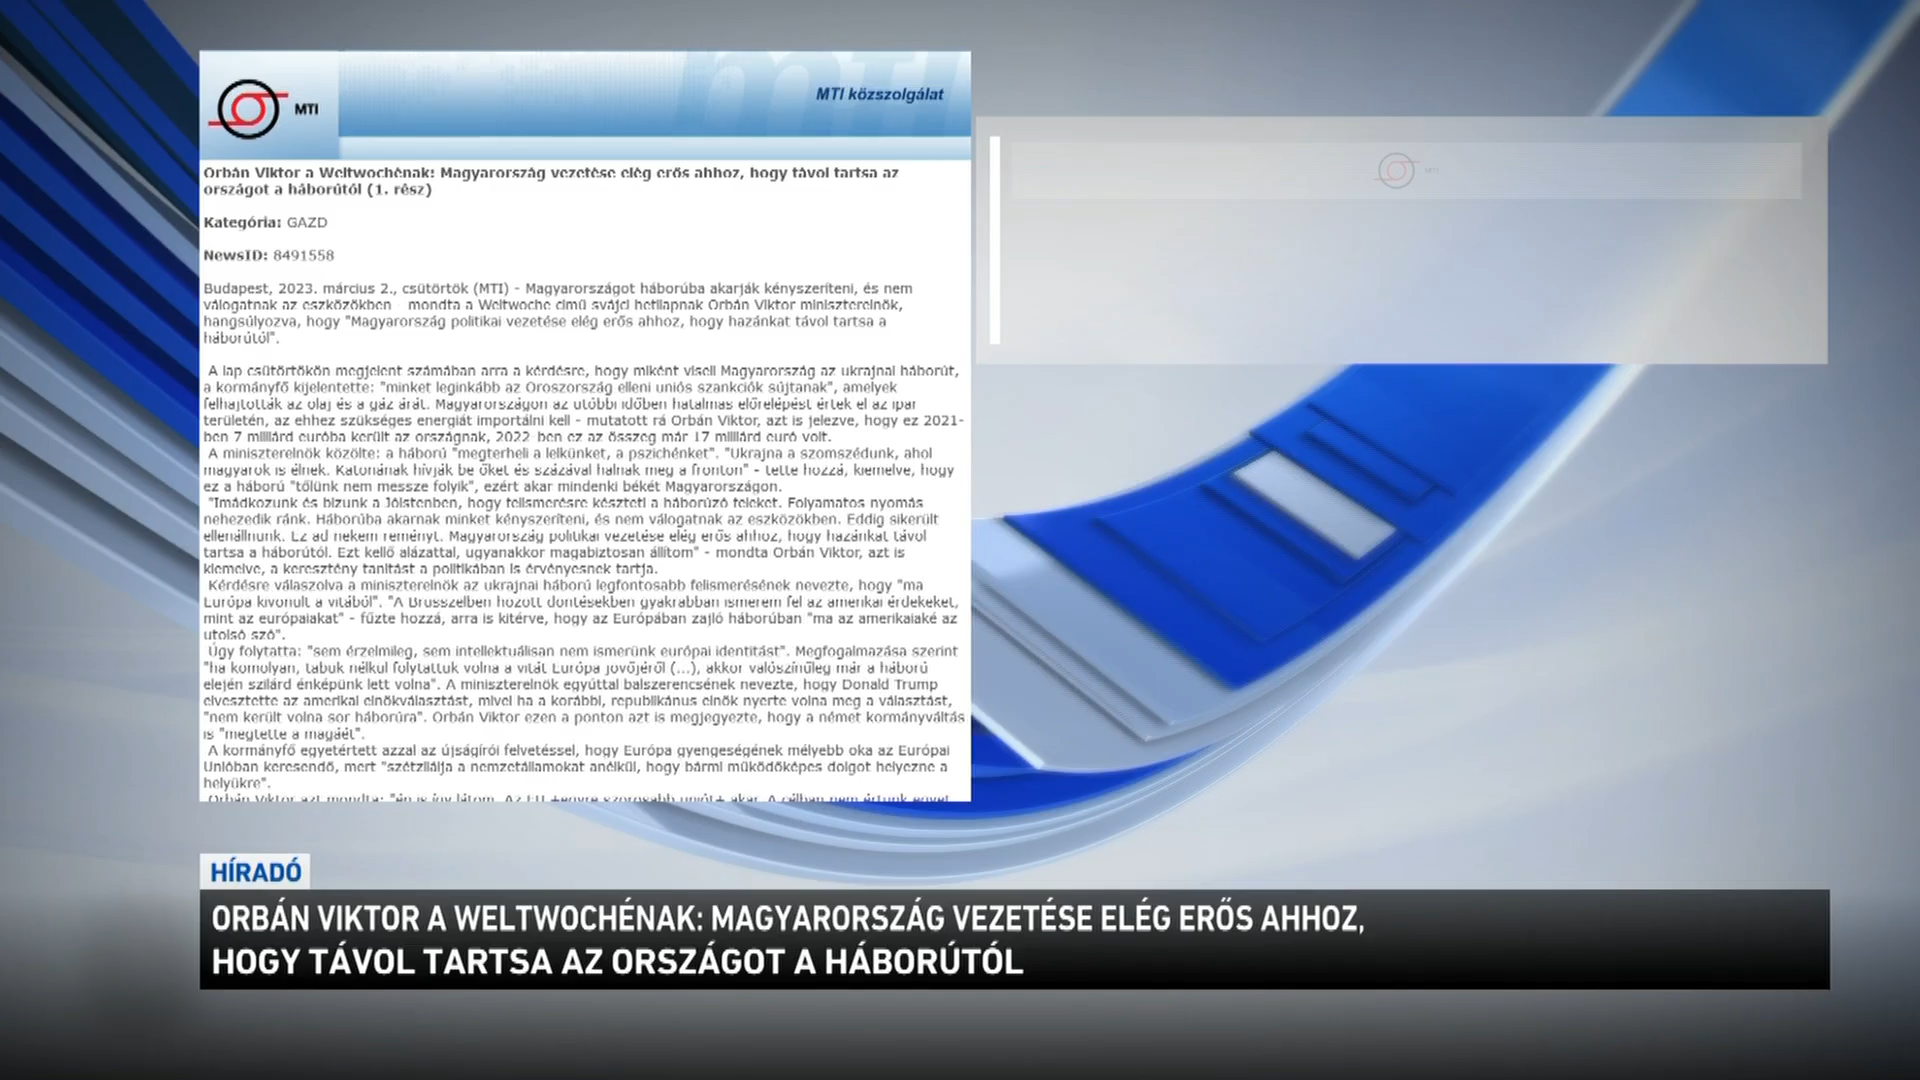 MTI
MTI közszolgálat
Orbán Viktor a Weltwochénak: Magyarország vezetése elég erős ahhoz, hogy távol tartsa az
országot a háborútól (1. rész)
Kategória: GAZD
NewsID: 8491558
Budapest, 2023. március 2., csütörtök (MTI) - Magyarországot háborúba akarják kényszeríteni, és nem
válogatnak az eszközökben - mondta a Weltwoche című svájci hetilapnak Orbán Viktor miniszterelnök,
hangsúlyozva, hogy "Magyarország politikai vezetése elég erős ahhoz, hogy hazánkat távol tartsa a
háborútól".
A lap csütörtökön megjelent számában arra a kérdésre, hogy miként viseli Magyarország az ukrajnai háborút,
a kormányfő kijelentette: "minket leginkább az Oroszország elleni uniós szankciók sújtanak", amelyek
felhajtották az olaj és a gáz árát. Magyarországon az utóbbi időben hatalmas előrelépést értek el az ipar
területén, az ehhez szükséges energiát importálni kell - mutatott rá Orbán Viktor, azt is jelezve, hogy ez 2021-
ben 7 milliárd euróba került az országnak, 2022-ben ez az összeg már 17 milliárd euró volt.
A miniszterelnök közölte: a háború "megterheli a lelkünket, a pszichénket". "Ukrajna a szomszédunk, ahol
magyarok is élnek. Katonának hívják be őket és százával halnak meg a fronton" - tette hozzá, kiemelve, hogy
ez a háború "tőlünk nem messze folyik", ezért akar mindenki békét Magyarországon.
"Imádkozunk és bízunk a Jóistenben, hogy felismerésre készteti a háborúzó feleket. Folyamatos nyomás
nehezedik ránk. Háborúba akarnak minket kényszeríteni, és nem válogatnak az eszközökben. Eddig sikerült
ellenállnunk. Ez ad nekem reményt. Magyarország politikai vezetése elég erős ahhoz, hogy hazánkat távol
tartsa a háborútól. Ezt kellő alázattal, ugyanakkor magabiztosan állítom" - mondta Orbán Viktor, azt is
kiemelve, a keresztény tanítást a politikában is érvényesnek tartja.
Kérdésre válaszolva a miniszterelnök az ukrajnai háború legfontosabb felismerésének nevezte, hogy "ma
Európa kivonult a vitából". "A Brüsszelben hozott döntésekben gyakrabban ismerem fel az amerikai érdekeket,
mint az európaiakat" - fűzte hozzá, arra is kitérve, hogy az Európában zajló háborúban "ma az amerikaiaké az
utolsó szó".
Úgy folytatta: "sem érzelmileg, sem intellektuálisan nem ismerünk európai identitást". Megfogalmazása szerint
"ha komolyan, tabuk nélkül folytattuk volna a vitát Európa jövőjéről (...), akkor valószínűleg már a háború
elején szilárd énképünk lett volna". A miniszterelnök egyúttal balszerencsének nevezte, hogy Donald Trump
elvesztette az amerikai elnökválasztást, mivel ha a korábbi, republikánus elnök nyerte volna meg a választást,
"nem került volna sor háborúra". Orbán Viktor ezen a ponton azt is megjegyezte, hogy a német kormányváltás
is "megtette a magáét".
A kormányfő egyetértett azzal az újságírói felvetéssel, hogy Európa gyengeségének mélyebb oka az Európai
Unióban keresendő, mert "szétzilálja a nemzetállamokat anélkül, hogy bármi működőképes dolgot helyezne a
helyükre".
Orbán Viktor azt mondta: "én is így látom. Az EU +egyre szorosabb uniót+ akar. A célban nem értünk egyet
MTI
HÍRADÓ
ORBÁN VIKTOR A WELTWOCHÉNAK: MAGYARORSZÁG VEZETÉSE ELÉG ERŐS AHHOZ,
HOGY TÁVOL TARTSA AZ ORSZÁGOT A HÁBORÚTÓL